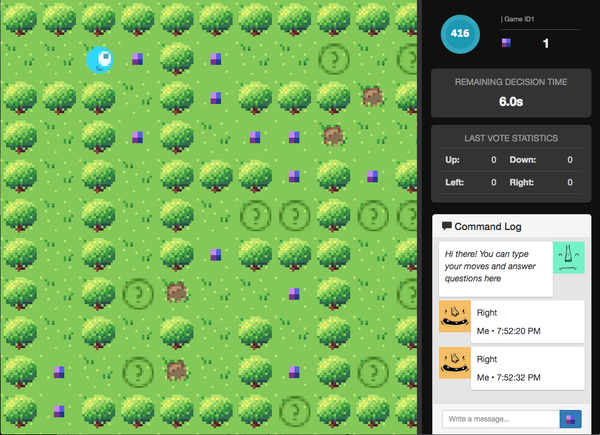 416
| Game ID1
1
REMAINING DECISION TIME
6.0s
LAST VOTE STATISTICS
Up: 0 Down: 0
Left: 0 Right: 0
Command Log
Hi there! You can type
your moves and answer
questions here
Right
Me • 7:52:20 PM
Right
Me • 7:52:32 PM
Write a message...
?
?
?
?
?
?
?
?
?
?